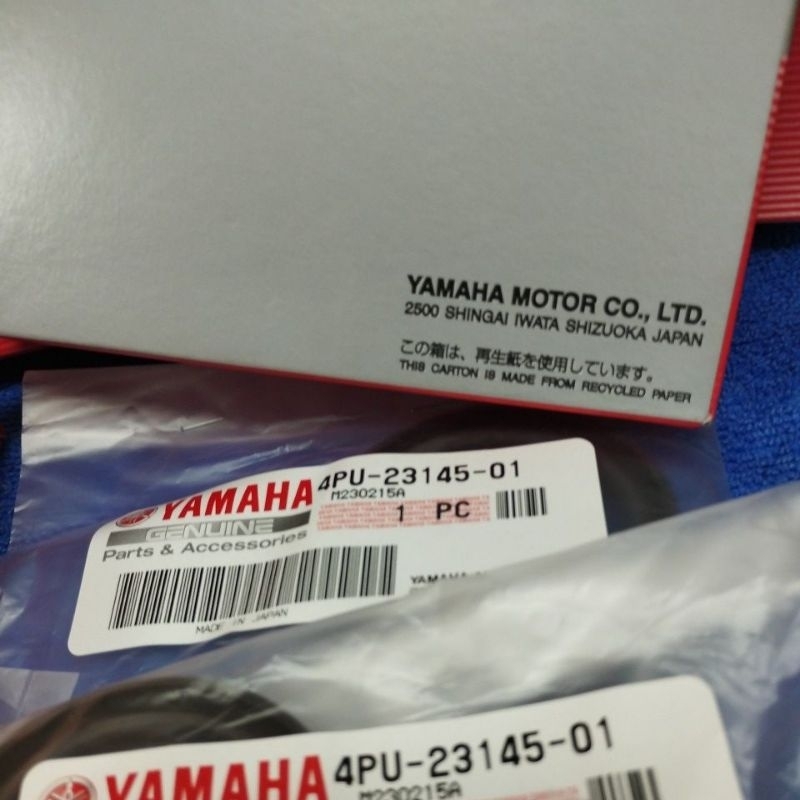 YAMAHA MOTOR CO., LTD.
2500 SHINGAI IWATA SHIZUOKA JAPAN
この箱は、再生紙を使用しています。
THIS CARTON IS MADE FROM RECYCLED PAPER
YAMAHA 4PU-23145-01
M230215A
GENUINE 1 PC
Parts & Accessories
YAMAHA
MADE IN JAPAN
YAMAHA 4PU-23145-01
M230215A